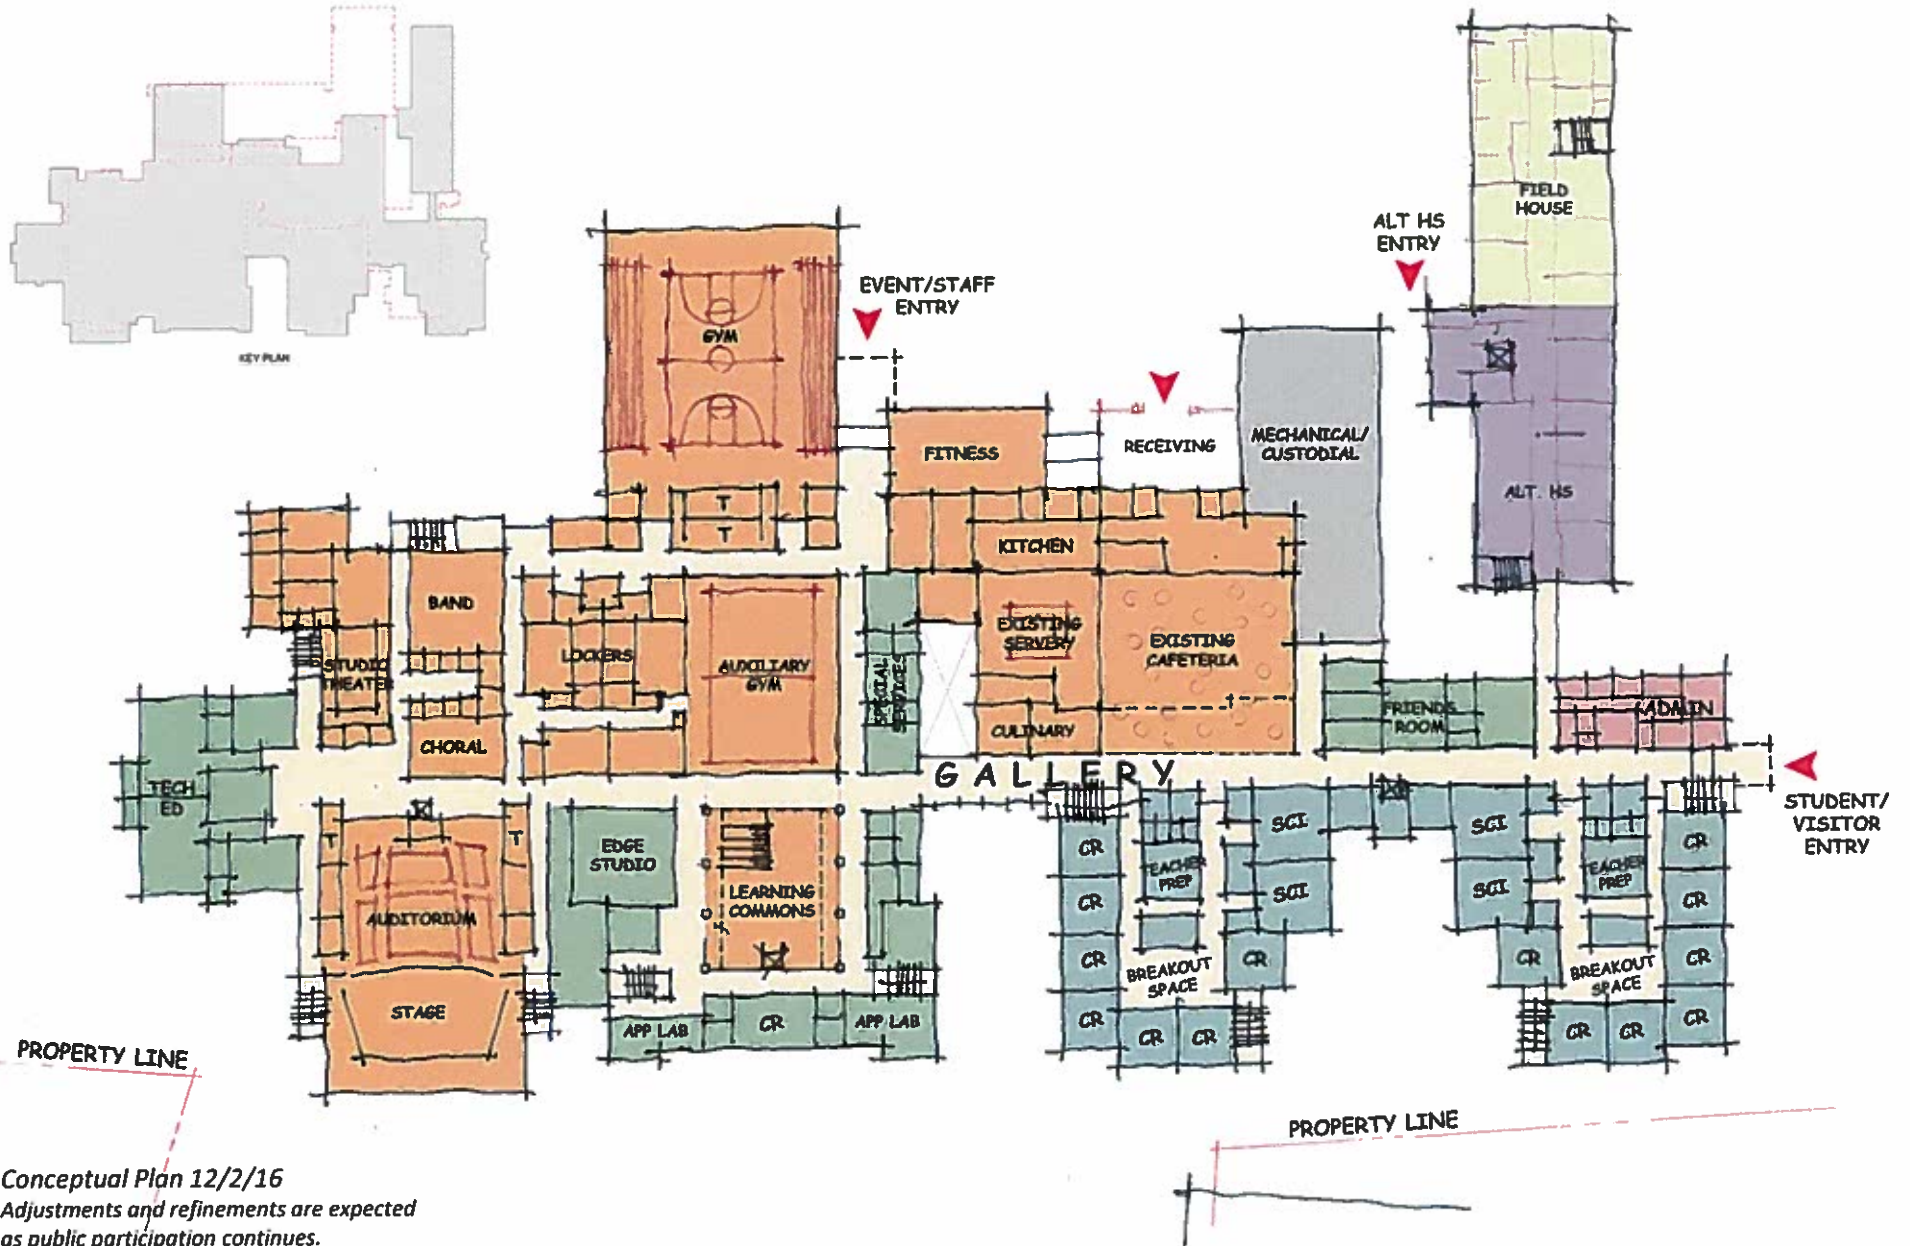 KEY PLAN
FIELD
HOUSE
ALT HS
ENTRY
EVENT/STAFF
ENTRY
GYM
RECEIVING
MECHANICAL/
CUSTODIAL
FITNESS
ALT. HS
T
T
KITCHEN
BAND
EXISTING
SERVERY
EXISTING
CAFETERIA
LOCKERS
AUXILIARY
GYM
STUDIO
THEATER
SPECIAL
SERVICES
FRIENDS
ROOM
ADMIN
CULINARY
CHORAL
GALLERY
TECH
ED
STUDENT/
VISITOR
ENTRY
T
T
EDGE
STUDIO
LEARNING
COMMONS
AUDITORIUM
STAGE
APP LAB
CR
APP LAB
CR
CR
CR
CR
TEACHER
PREP
BREAKOUT
SPACE
CR
CR
CR
SCI
SCI
SCI
SCI
CR
TEACHER
PREP
BREAKOUT
SPACE
CR
CR
CR
CR
CR
CR
PROPERTY LINE
PROPERTY LINE
Conceptual Plan 12/2/16
Adjustments and refinements are expected
as public participation continues.